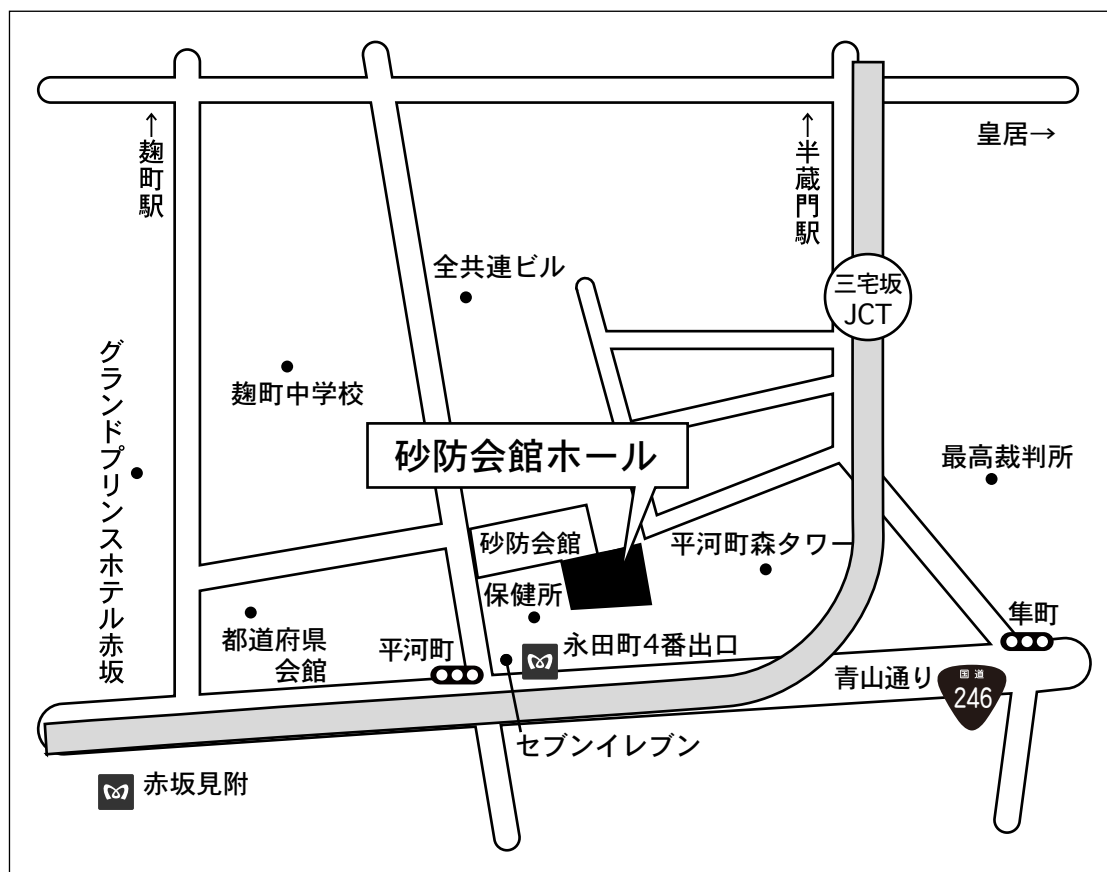 ↑麹町駅
↑半蔵門駅
皇居→
全共連ビル
三宅坂
JCT
グランドプリンスホテル赤坂
麹町中学校
砂防会館ホール
最高裁判所
砂防会館
平河町森タワー
保健所
隼町
都道府県
会館
平河町
永田町4番出口
青山通り
国道
246
セブンイレブン
赤坂見附